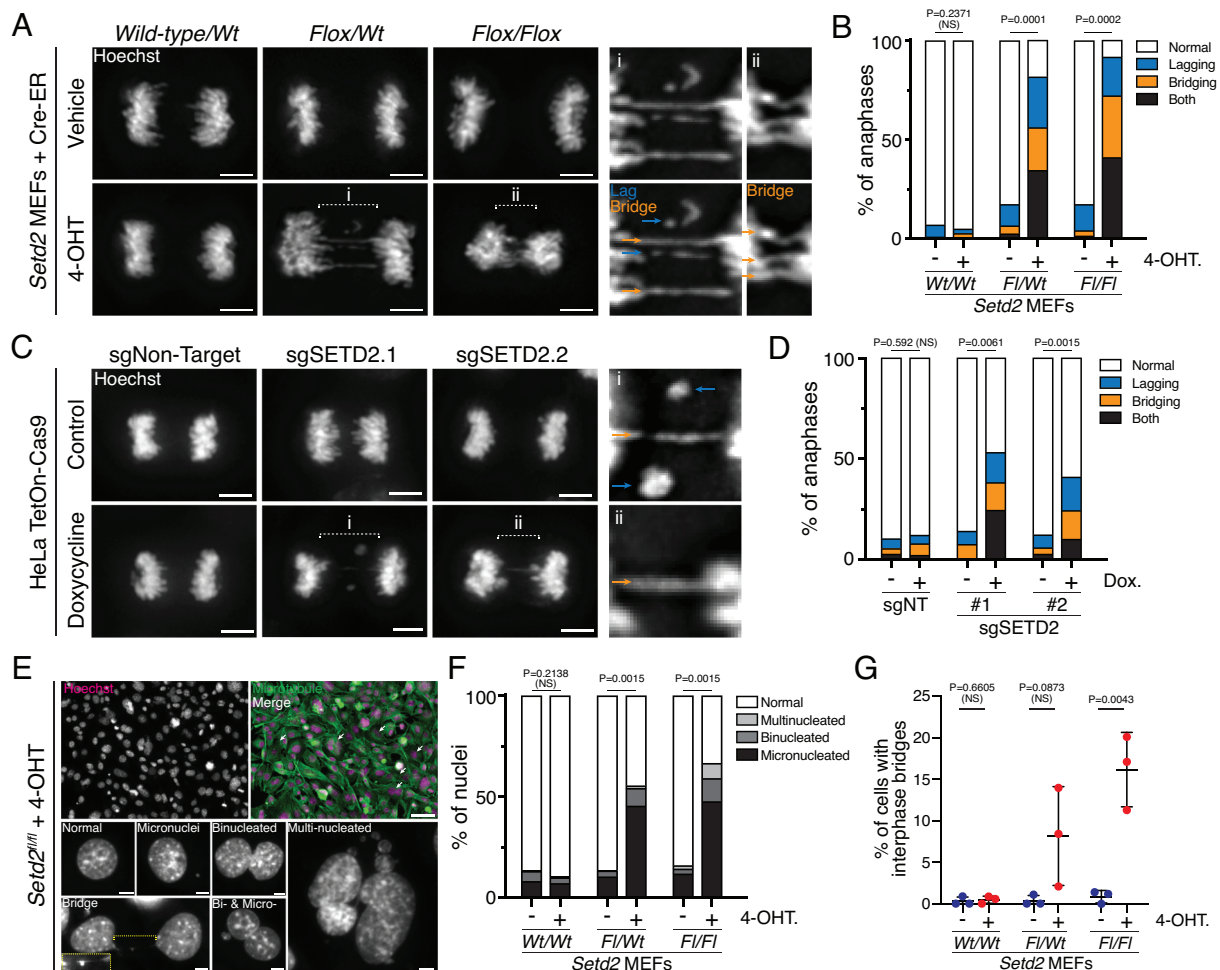 A
Wild-type/Wt
Flox/Wt
Flox/Flox
Setd2 MEFs + Cre-ER
Vehicle
4-OHT
Hoechst
i
ii
i
ii
Lag
Bridge
Bridge
B
P=0.2371
(NS)
P=0.0001
P=0.0002
Normal
Lagging
Bridging
Both
% of anaphases
100
50
0
- + - + - + 4-OHT.
Wt/Wt Fl/Wt Fl/Fl
Setd2 MEFs
C
sgNon-Target
sgSETD2.1
sgSETD2.2
HeLa TetOn-Cas9
Control
Doxycycline
Hoechst
i
ii
i
ii
D
P=0.592 (NS) P=0.0061 P=0.0015
Normal
Lagging
Bridging
Both
% of anaphases
100
50
0
- + - + - + Dox.
sgNT #1 #2
sgSETD2
E
Setd2fl/fl + 4-OHT
Hoechst
Microtubule
Merge
Normal
Micronuclei
Binucleated
Multi-nucleated
Bridge
Bi- & Micro-
F
P=0.2138
(NS)
P=0.0015
P=0.0015
Normal
Multinucleated
Binucleated
Micronucleated
% of nuclei
100
50
0
- + - + - + 4-OHT.
Wt/Wt Fl/Wt Fl/Fl
Setd2 MEFs
G
P=0.6605
(NS)
P=0.0873
(NS)
P=0.0043
% of cells with
interphase bridges
25
20
15
10
5
0
- + - + - + 4-OHT.
Wt/Wt Fl/Wt Fl/Fl
Setd2 MEFs